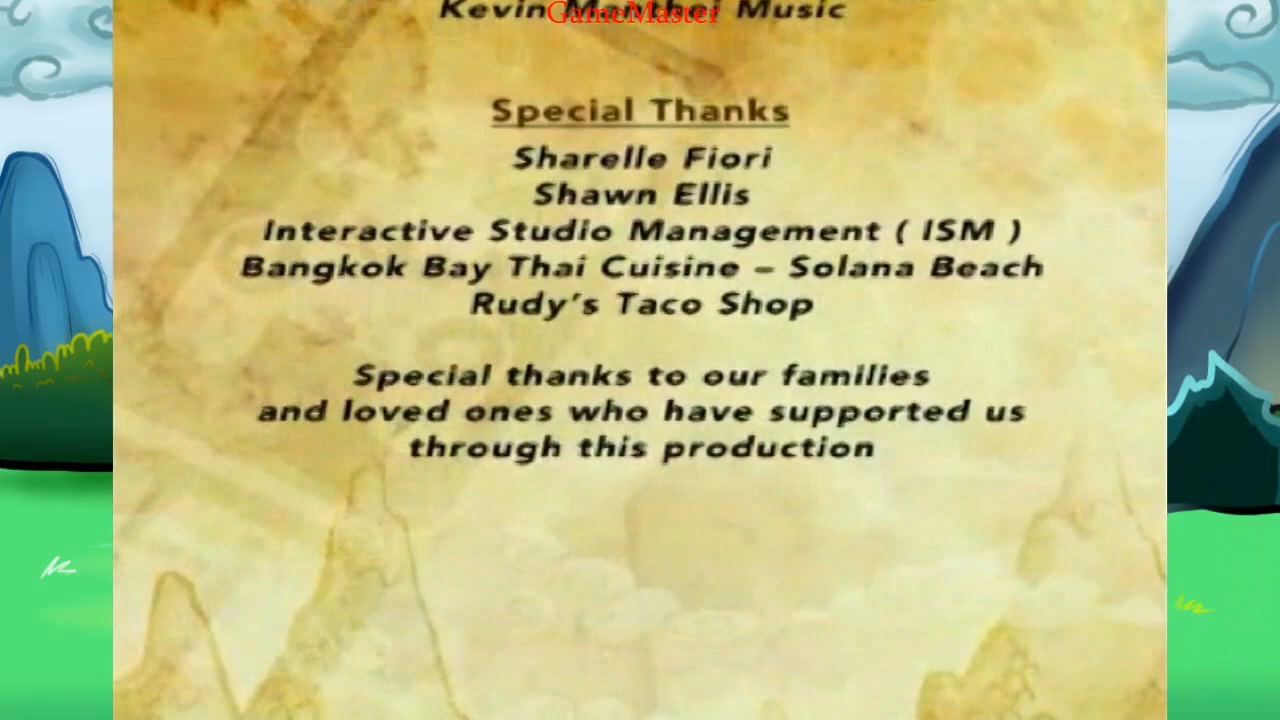 GameMaster
Kevin Music
Special Thanks
Sharelle Fiori
Shawn Ellis
Interactive Studio Management ( ISM )
Bangkok Bay Thai Cuisine – Solana Beach
Rudy's Taco Shop
Special thanks to our families
and loved ones who have supported us
through this production